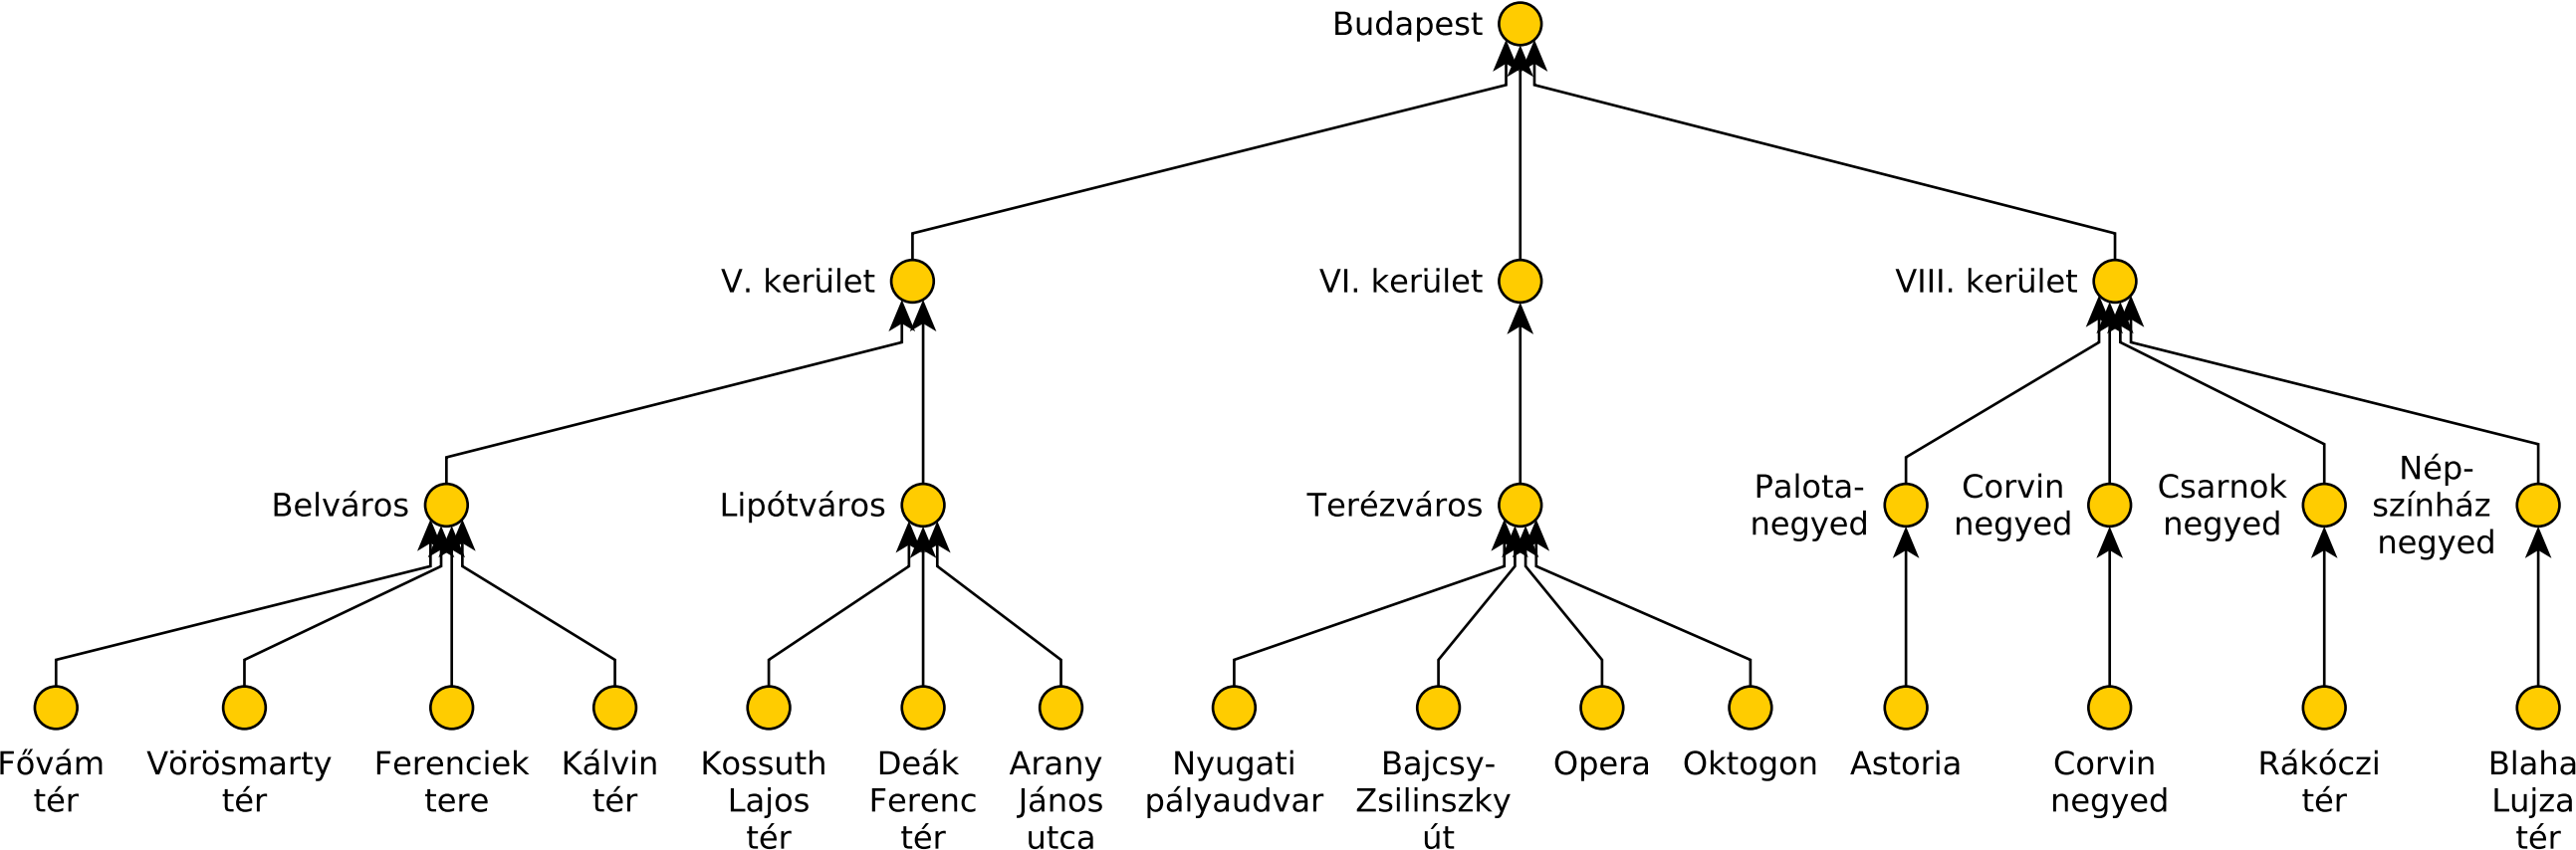 Budapest
V. kerület
VI. kerület
VIII. kerület
Belváros
Lipótváros
Terézváros
Palota-
negyed
Corvin
negyed
Csarnok
negyed
Nép-
színház
negyed
Fővám
tér
Vörösmarty
tér
Ferenciek
tere
Kálvin
tér
Kossuth
Lajos
tér
Deák
Ferenc
tér
Arany
János
utca
Nyugati
pályaudvar
Bajcsy-
Zsilinszky
út
Opera
Oktogon
Astoria
Corvin
negyed
Rákóczi
tér
Blaha
Lujza
tér